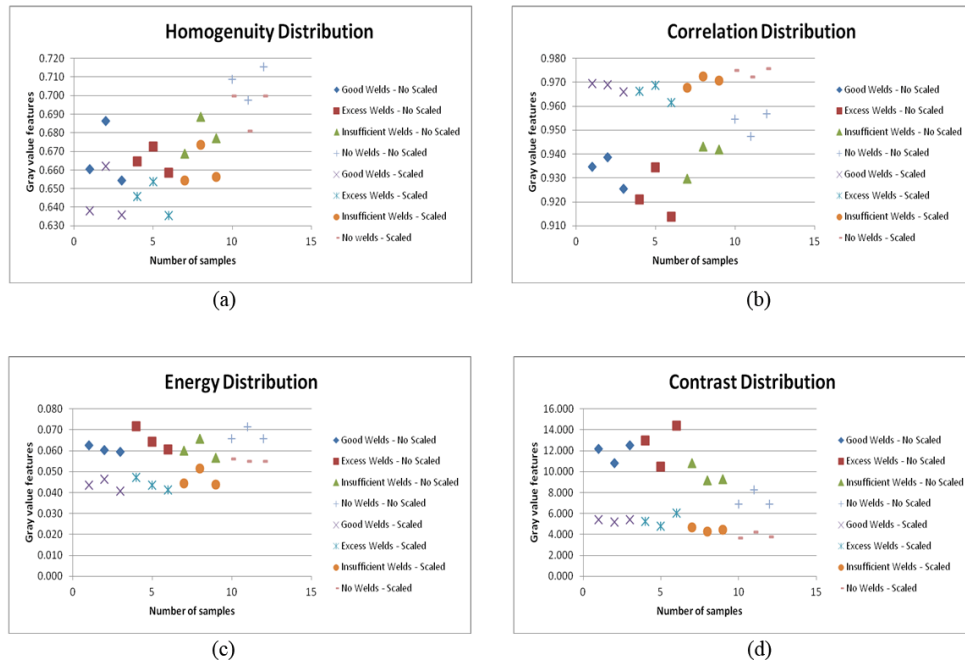 Homogenuity Distribution
Gray value features
0.720
0.710
0.700
0.690
0.680
0.670
0.660
0.650
0.640
0.630
0 5 10 15
Number of samples
Good Welds - No Scaled
Excess Welds - No Scaled
Insufficient Welds - No Scaled
No Welds - No Scaled
Good Welds - Scaled
Excess Welds - Scaled
Insufficient Welds - Scaled
No welds - Scaled
(a)
Correlation Distribution
Gray value features
0.980
0.970
0.960
0.950
0.940
0.930
0.920
0.910
0 5 10 15
Number of samples
Good Welds - No Scaled
Excess Welds - No Scaled
Insufficient Welds - No Scaled
No Welds - No Scaled
Good Welds - Scaled
Excess Welds - Scaled
Insufficient Welds - Scaled
No Welds - Scaled
(b)
Energy Distribution
Gray value features
0.080
0.070
0.060
0.050
0.040
0.030
0.020
0.010
0.000
0 5 10 15
Number of samples
Good Welds - No Scaled
Excess Welds - No Scaled
Insufficient Welds - No Scaled
No Welds - No Scaled
Good Welds - Scaled
Excess Welds - Scaled
Insufficient Welds - Scaled
No Welds - Scaled
(c)
Contrast Distribution
Gray value features
16.000
14.000
12.000
10.000
8.000
6.000
4.000
2.000
0.000
0 5 10 15
Number of samples
Good Welds - No Scaled
Excess Welds - No Scaled
Insufficient Welds - No Scaled
No Welds - No Scaled
Good Welds - Scaled
Excess Welds - Scaled
Insufficient Welds - Scaled
No Welds - Scaled
(d)